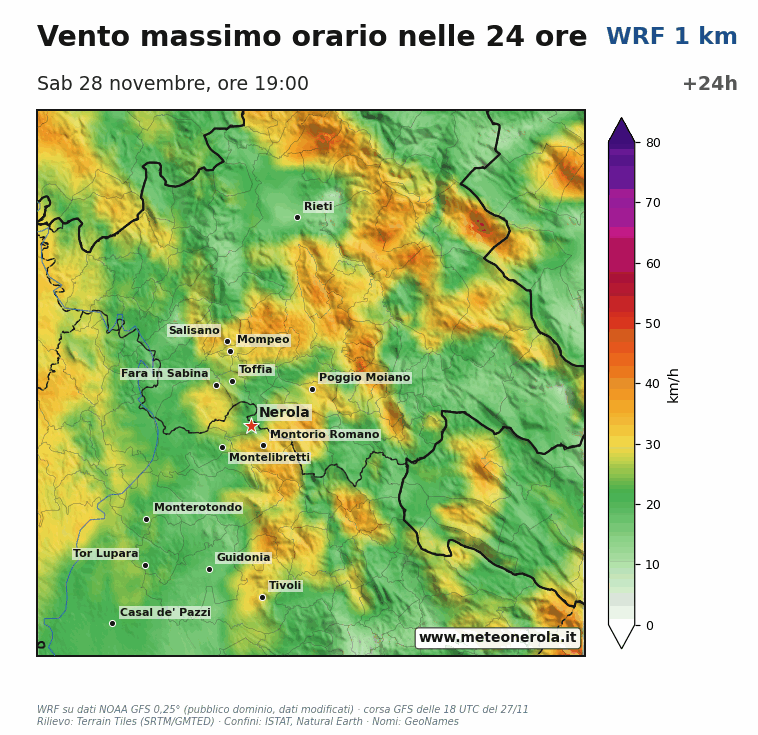 Vento massimo orario nelle 24 ore WRF 1 km
Sab 28 novembre, ore 19:00 +24h
Rieti
Salisano
Mompeo
Fara in Sabina
Toffia
Poggio Moiano
Nerola
Montorio Romano
Montelibretti
Monterotondo
Tor Lupara
Guidonia
Tivoli
Casal de' Pazzi
www.meteonerola.it
80
70
60
50
40
30
20
10
0
km/h
WRF su dati NOAA GFS 0,25° (pubblico dominio, dati modificati) · corsa GFS delle 18 UTC del 27/11
Rilievo: Terrain Tiles (SRTM/GMTED) · Confini: ISTAT, Natural Earth · Nomi: GeoNames